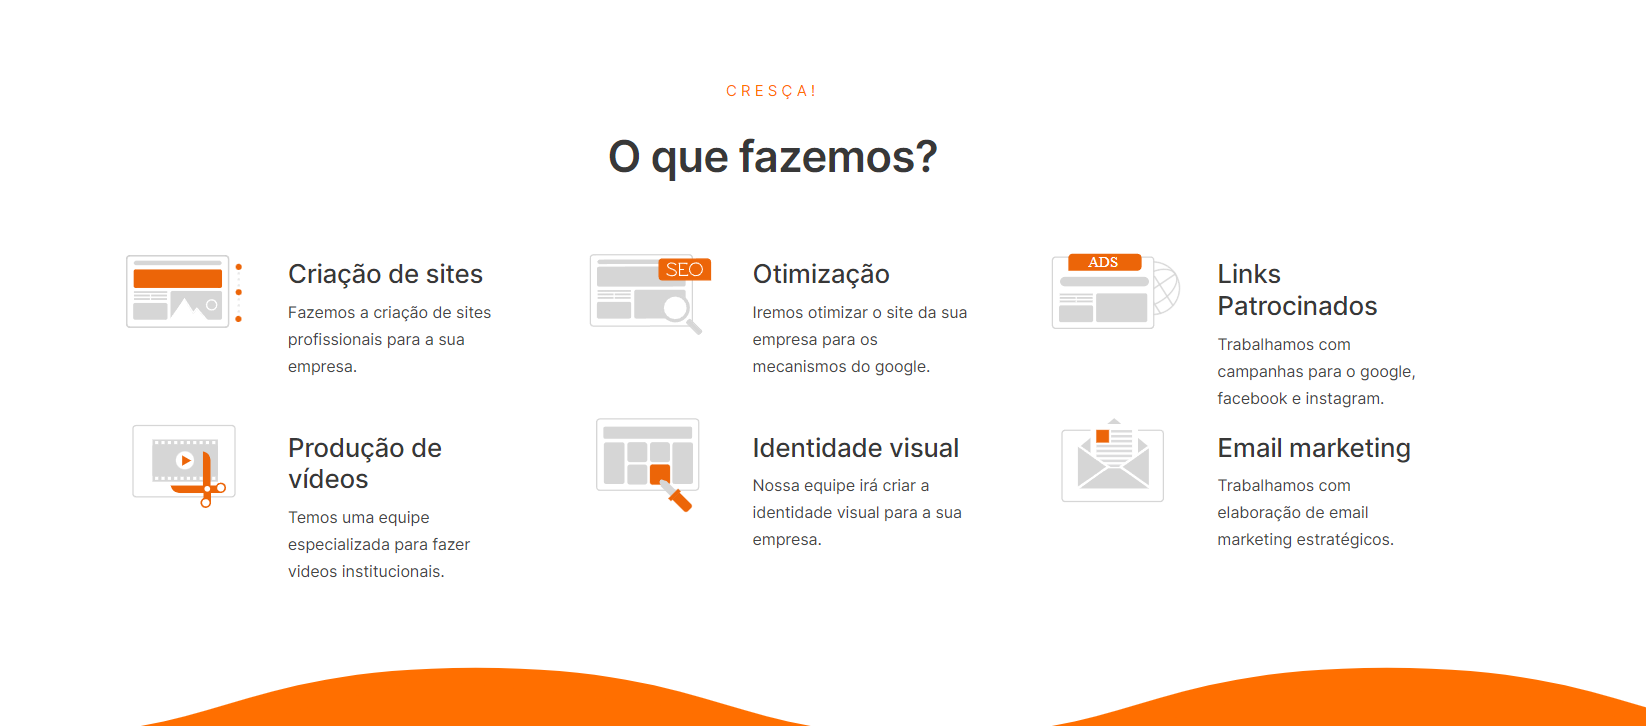 CRESÇA!
O que fazemos?
Criação de sites
Fazemos a criação de sites
profissionais para a sua
empresa.
SEO
Otimização
Iremos otimizar o site da sua
empresa para os
mecanismos do google.
ADS
Links
Patrocinados
Trabalhamos com
campanhas para o google,
facebook e instagram.
Produção de
vídeos
Temos uma equipe
especializada para fazer
videos institucionais.
Identidade visual
Nossa equipe irá criar a
identidade visual para a sua
empresa.
Email marketing
Trabalhamos com
elaboração de email
marketing estratégicos.